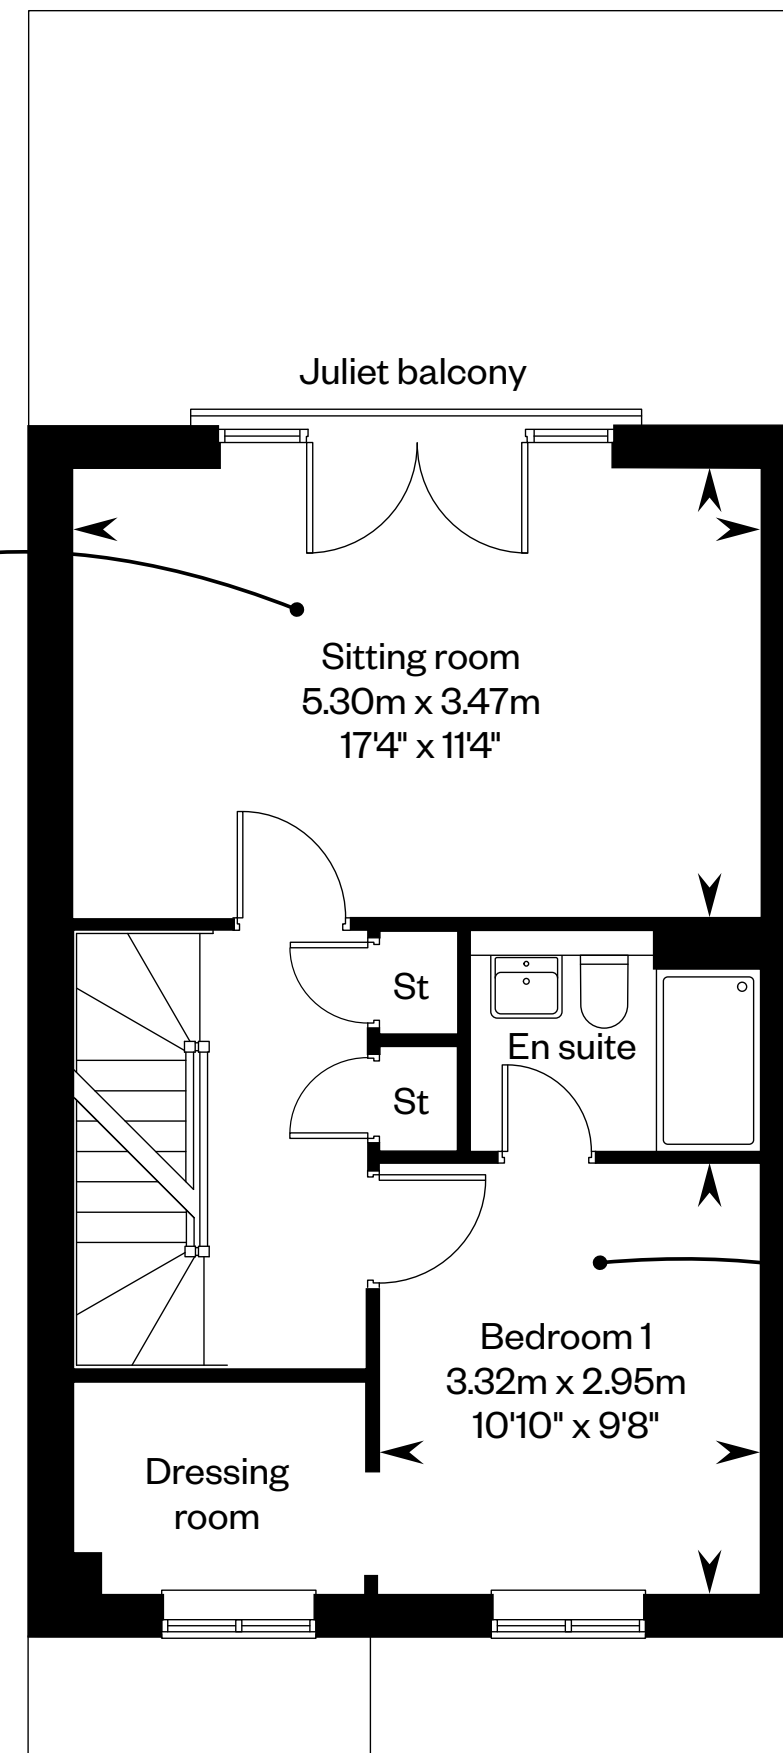 Juliet balcony
Sitting room
5.30m x 3.47m
17'4" x 11'4"
St
En suite
St
Bedroom 1
3.32m x 2.95m
10'10" x 9'8"
Dressing
room